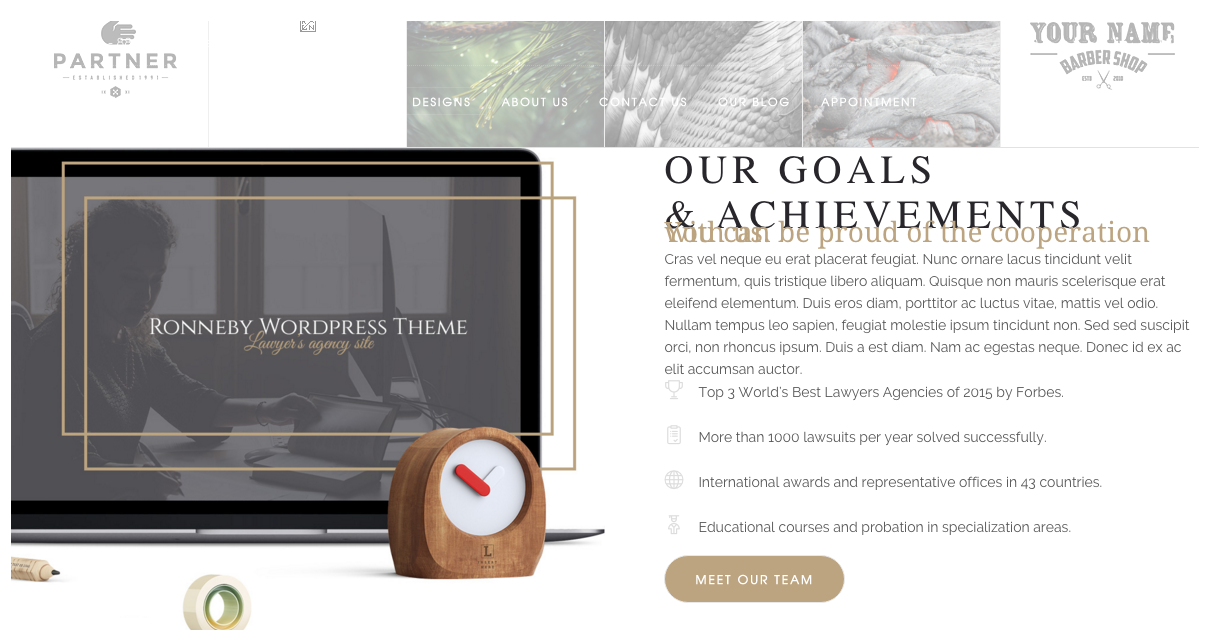 PARTNER
ESTABLISHED 1991
YOUR NAME
BARBER SHOP
DESIGNS ABOUT US CONTACT US OUR BLOG APPOINTMENT
OUR GOALS
& ACHIEVEMENTS
You can be proud of the cooperation
with us
Cras vel neque eu erat placerat feugiat. Nunc ornare lacus tincidunt velit
fermentum, quis tristique libero aliquam. Quisque non mauris scelerisque erat
eleifend elementum. Duis eros diam, porttitor ac luctus vitae, mattis vel odio.
Nullam tempus leo sapien, feugiat molestie ipsum tincidunt non. Sed sed suscipit
orci, non rhoncus ipsum. Duis a est diam. Nam ac egestas neque. Donec id ex ac
elit accumsan auctor.
Top 3 World's Best Lawyers Agencies of 2015 by Forbes.
More than 1000 lawsuits per year solved successfully.
International awards and representative offices in 43 countries.
Educational courses and probation in specialization areas.
MEET OUR TEAM
Ronneby Wordpress Theme
Lawyer's agency site
L